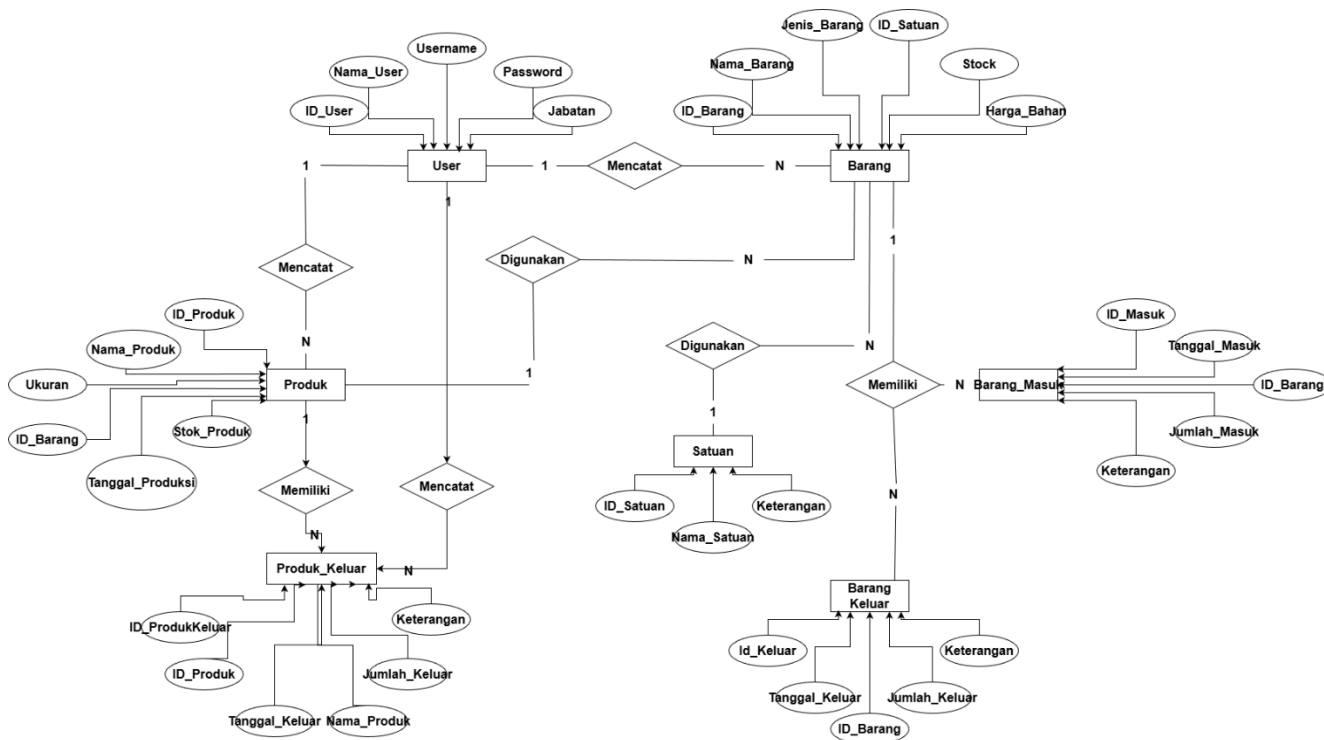 Jenis_Barang
ID_Satuan
Username
Nama_User
Password
Nama_Barang
Stock
ID_User
Jabatan
ID_Barang
Harga_Bahan
1
User
1
Mencatat
N
Barang
1
1
Mencatat
Digunakan
N
ID_Produk
N
ID_Masuk
Nama_Produk
Digunakan
N
Tanggal_Masuk
Ukuran
Produk
1
Memiliki
N
Barang_Masuk
ID_Barang
1
1
ID_Barang
Stok_Produk
Jumlah_Masuk
Satuan
Tanggal_Produksi
Memiliki
Mencatat
Keterangan
N
ID_Satuan
Keterangan
N
Nama_Satuan
Produk_Keluar
N
Barang
Keluar
ID_ProdukKeluar
Keterangan
Id_Keluar
Keterangan
ID_Produk
Jumlah_Keluar
Tanggal_Keluar
Jumlah_Keluar
Tanggal_Keluar
Nama_Produk
ID_Barang